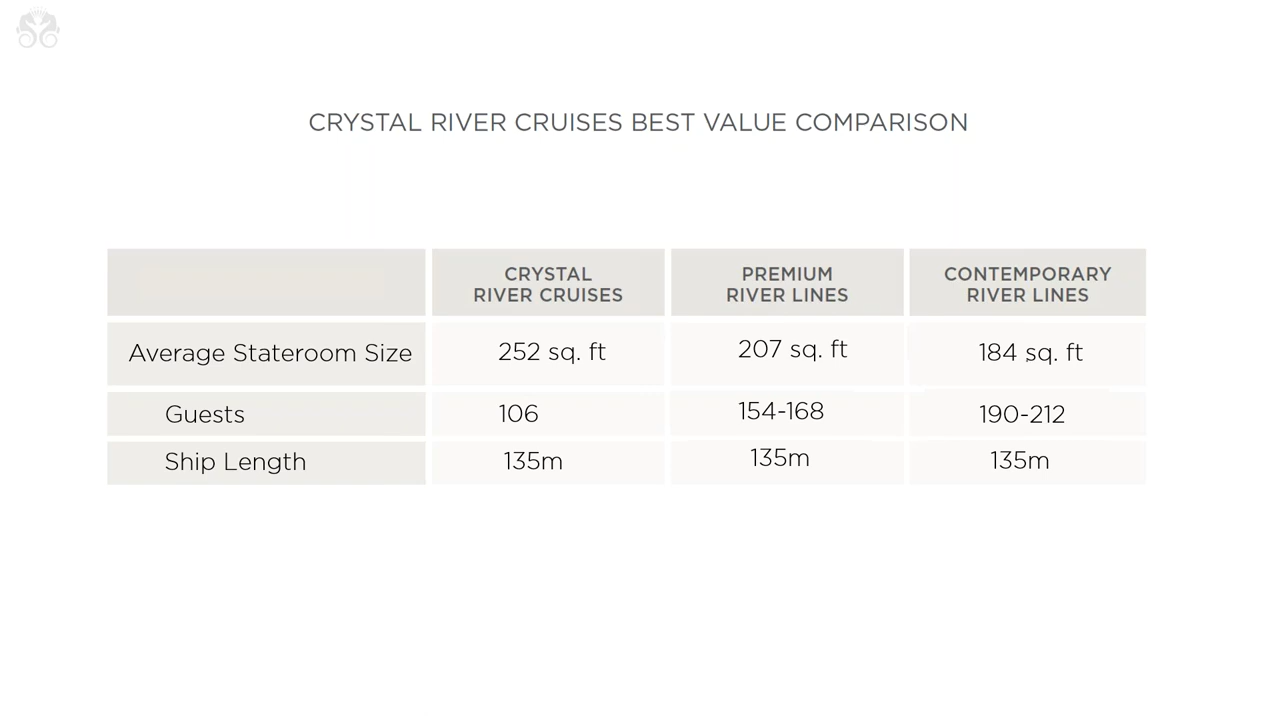 CRYSTAL RIVER CRUISES BEST VALUE COMPARISON
CRYSTAL RIVER CRUISES PREMIUM RIVER LINES CONTEMPORARY RIVER LINES
Average Stateroom Size 252 sq. ft 207 sq. ft 184 sq. ft
Guests 106 154-168 190-212
Ship Length 135m 135m 135m